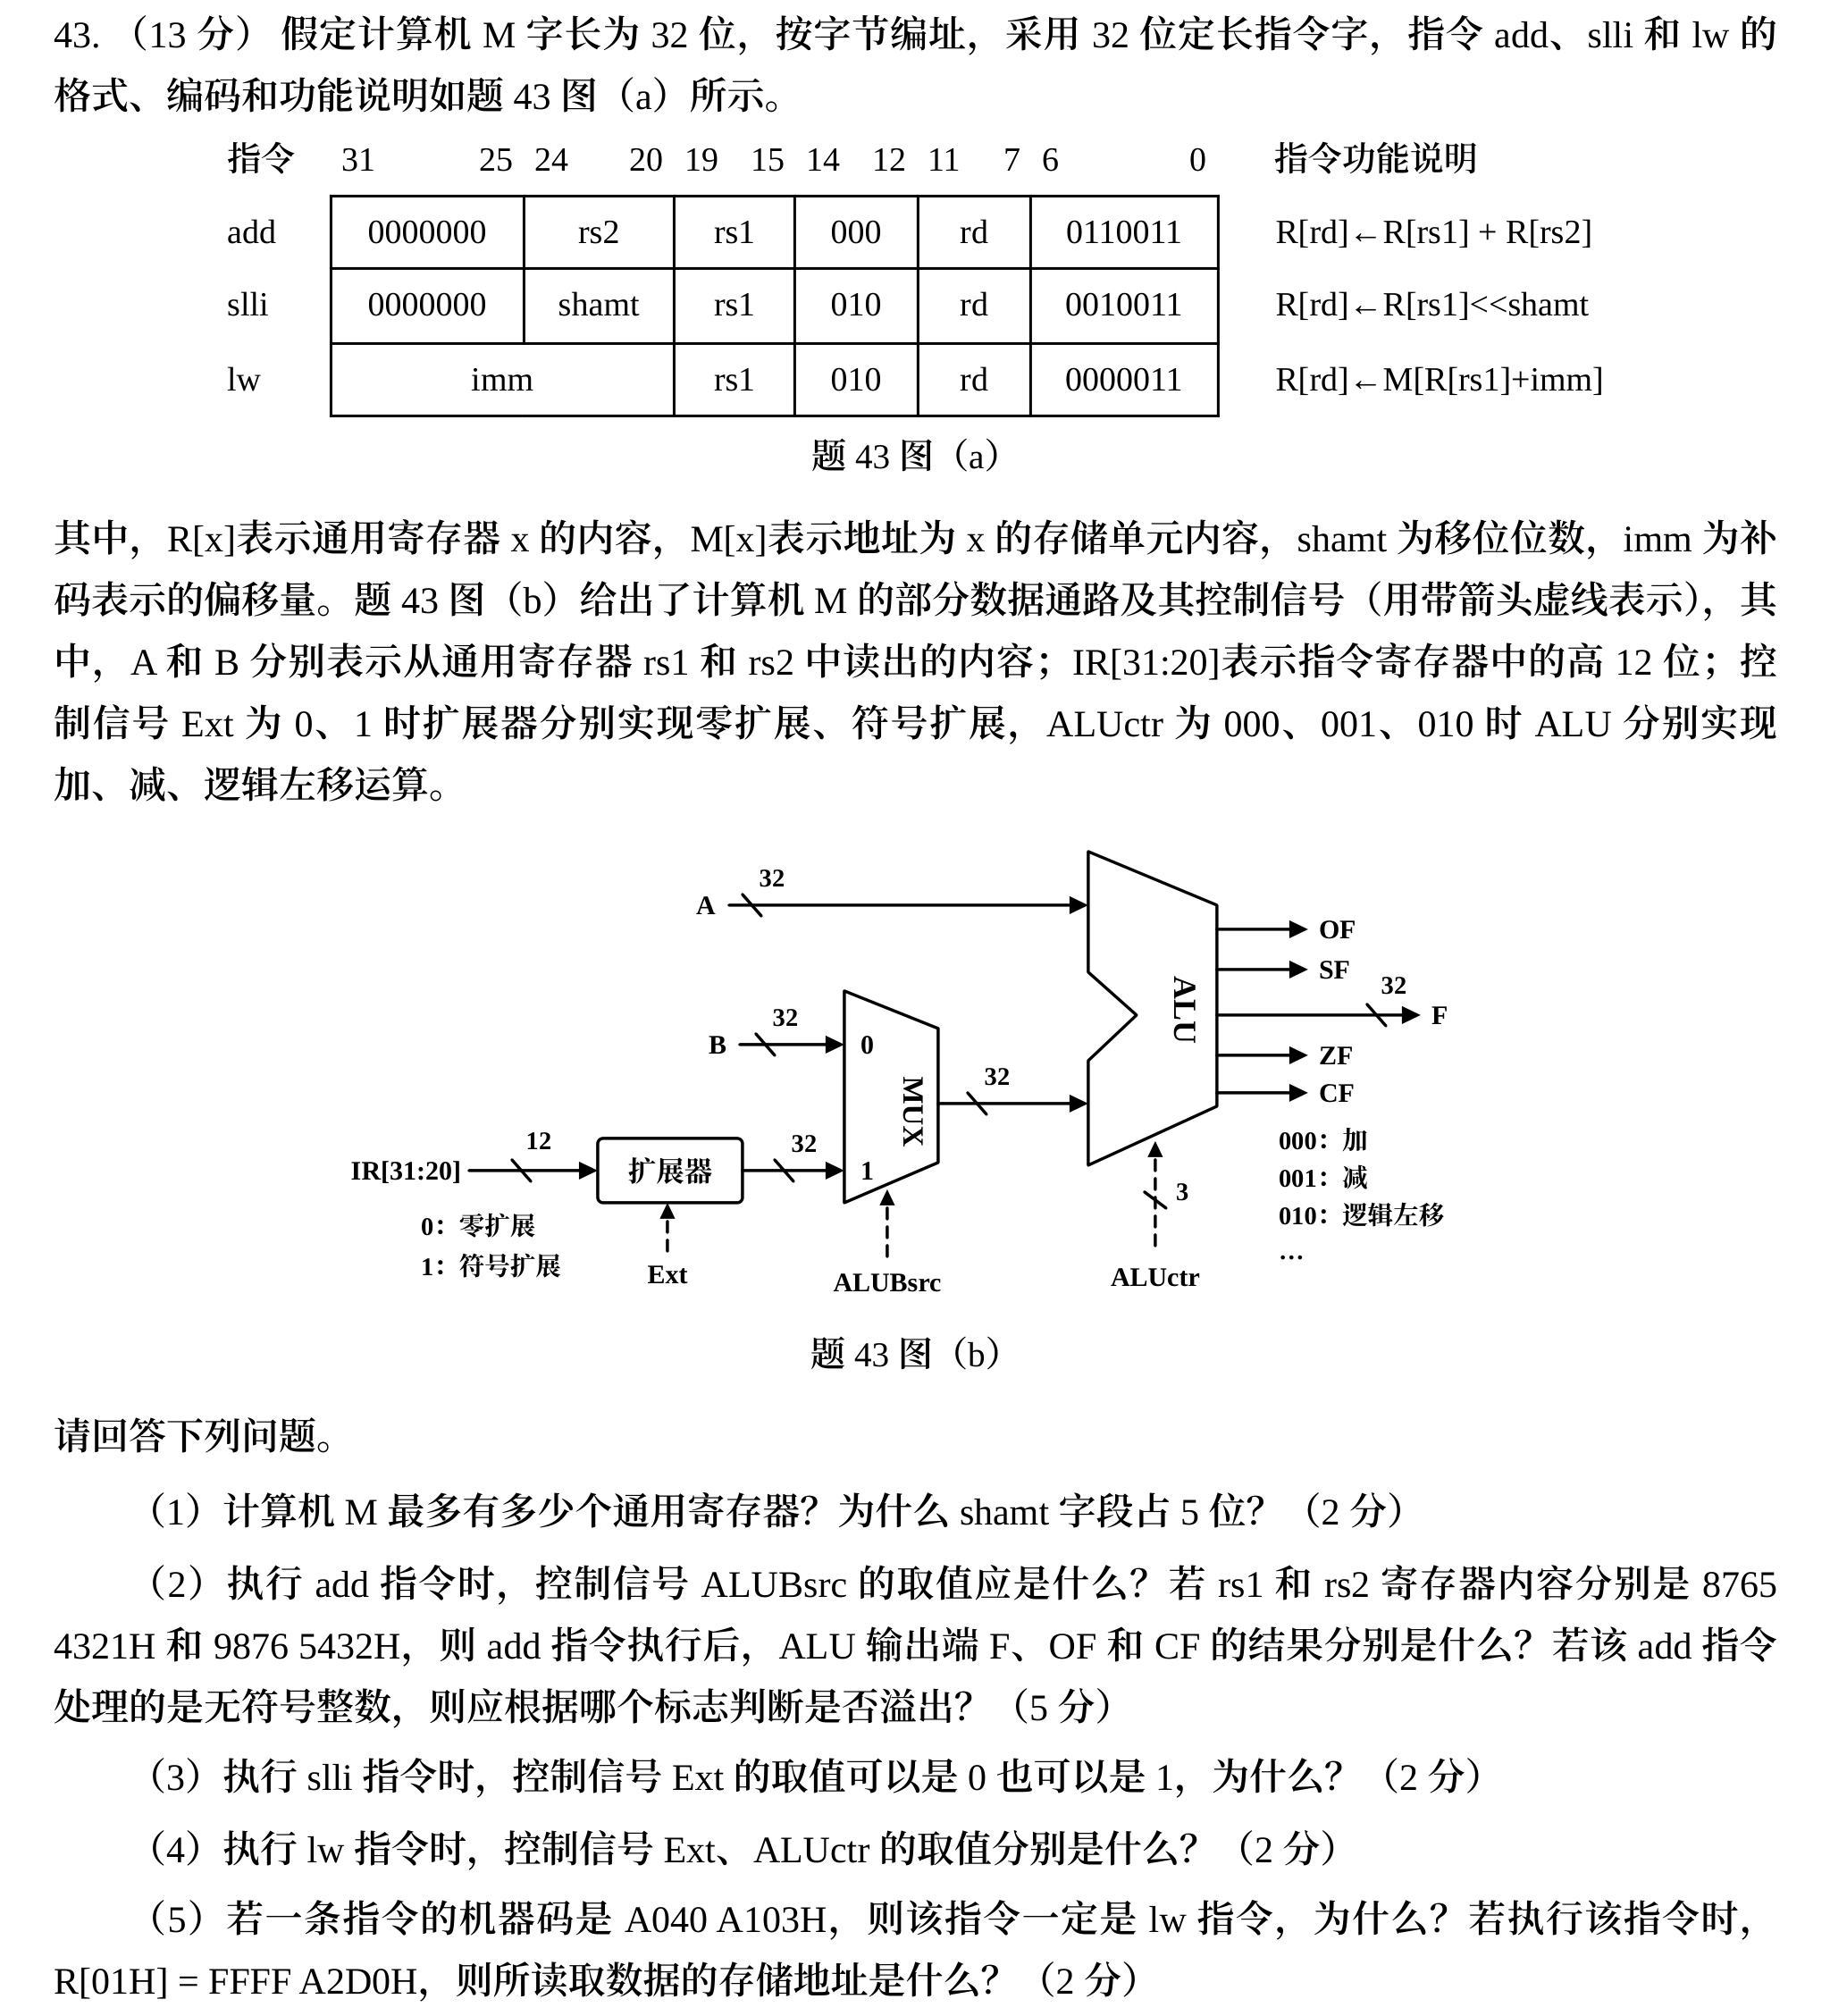 43. （13 分） 假定计算机 M 字长为 32 位，按字节编址，采用 32 位定长指令字，指令 add、slli 和 lw 的
格式、编码和功能说明如题 43 图（a）所示。
指令 31 25 24 20 19 15 14 12 11 7 6 0 指令功能说明
add 0000000 rs2 rs1 000 rd 0110011 R[rd]←R[rs1] + R[rs2]
slli 0000000 shamt rs1 010 rd 0010011 R[rd]←R[rs1]<<shamt
lw imm rs1 010 rd 0000011 R[rd]←M[R[rs1]+imm]
题 43 图（a）
其中，R[x]表示通用寄存器 x 的内容，M[x]表示地址为 x 的存储单元内容，shamt 为移位位数，imm 为补
码表示的偏移量。题 43 图（b）给出了计算机 M 的部分数据通路及其控制信号（用带箭头虚线表示），其
中，A 和 B 分别表示从通用寄存器 rs1 和 rs2 中读出的内容；IR[31:20]表示指令寄存器中的高 12 位；控
制信号 Ext 为 0、1 时扩展器分别实现零扩展、符号扩展，ALUctr 为 000、001、010 时 ALU 分别实现
加、减、逻辑左移运算。
A 32
OF
SF
32 F
ALU
B 32 0
MUX
32
ZF
CF
IR[31:20] 12 扩展器 32 1
0：零扩展
1：符号扩展
Ext
ALUBsrc
3
ALUctr
000：加
001：减
010：逻辑左移
…
题 43 图（b）
请回答下列问题。
（1）计算机 M 最多有多少个通用寄存器？为什么 shamt 字段占 5 位？（2 分）
（2）执行 add 指令时，控制信号 ALUBsrc 的取值应是什么？若 rs1 和 rs2 寄存器内容分别是 8765
4321H 和 9876 5432H，则 add 指令执行后，ALU 输出端 F、OF 和 CF 的结果分别是什么？若该 add 指令
处理的是无符号整数，则应根据哪个标志判断是否溢出？（5 分）
（3）执行 slli 指令时，控制信号 Ext 的取值可以是 0 也可以是 1，为什么？（2 分）
（4）执行 lw 指令时，控制信号 Ext、ALUctr 的取值分别是什么？（2 分）
（5）若一条指令的机器码是 A040 A103H，则该指令一定是 lw 指令，为什么？若执行该指令时，
R[01H] = FFFF A2D0H，则所读取数据的存储地址是什么？（2 分）